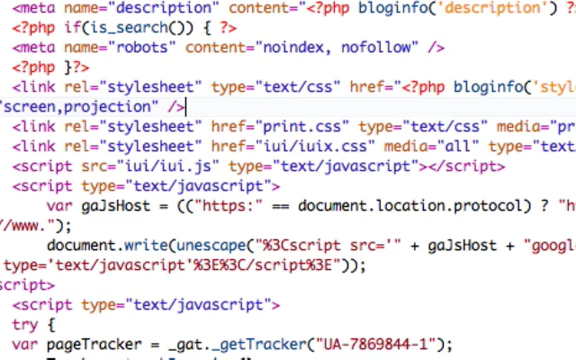 <meta name="description" content="<?php bloginfo('description') ?
<?php if(is_search()) { ?>
<meta name="robots" content="noindex, nofollow" />
<?php }?>
<link rel="stylesheet" type="text/css" href="<?php bloginfo('styl
"screen,projection" />
<link rel="stylesheet" href="print.css" type="text/css" media="pr
<link rel="stylesheet" href="iui/iuix.css" media="all" type="text
<script src="iui/iui.js" type="text/javascript"></script>
<script type="text/javascript">
var gaJsHost = (("https:" == document.location.protocol) ? "h
//www.");
document.write(unescape("%3Cscript src='" + gaJsHost + "googl
type='text/javascript'%3E%3C/script%3E"));
script>
<script type="text/javascript">
try {
var pageTracker = _gat._getTracker("UA-7869844-1");